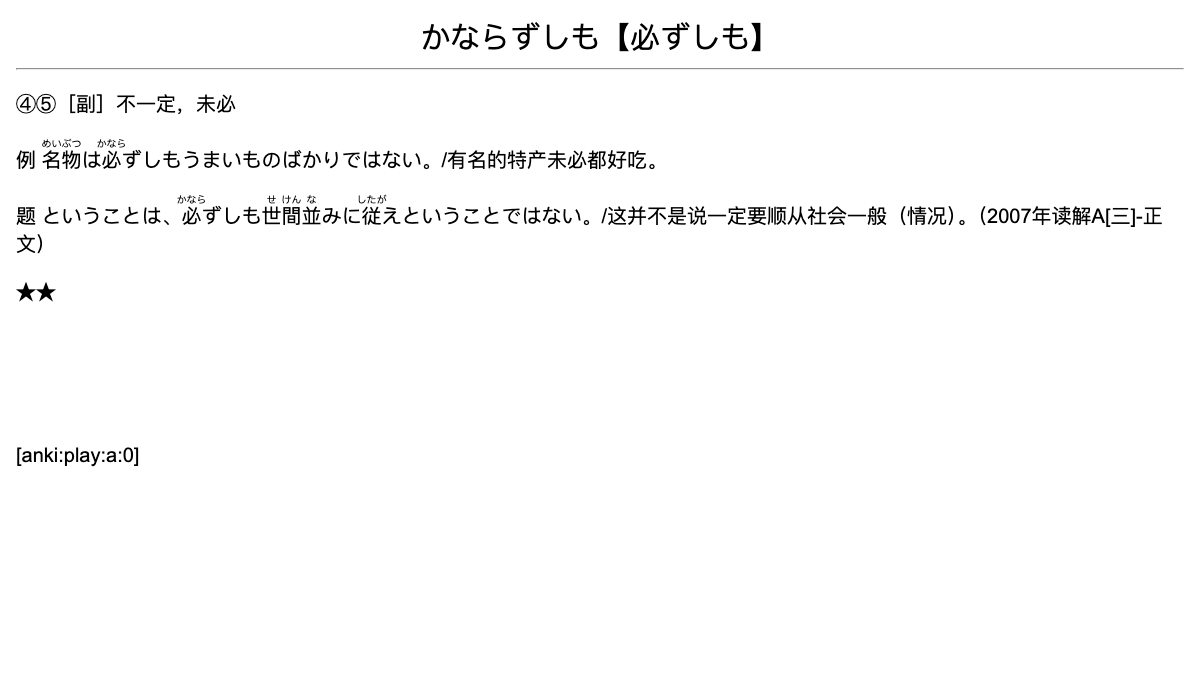 かならずしも【必ずしも】
④⑤［副］不一定，未必
めいぶつ かなら
例 名物は必ずしもうまいものばかりではない。/有名的特产未必都好吃。
かなら せ けん な したが
题 ということは、必ずしも世間並みに従えということではない。/这并不是说一定要顺从社会一般（情况）。（2007年读解A[三]-正
文）
★★
[anki:play:a:0]